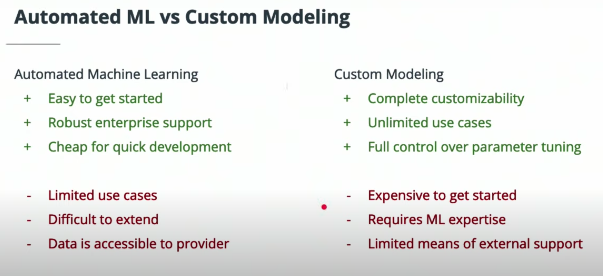 Automated ML vs Custom Modeling
Automated Machine Learning
+ Easy to get started
+ Robust enterprise support
+ Cheap for quick development
- Limited use cases
- Difficult to extend
- Data is accessible to provider
Custom Modeling
+ Complete customizability
+ Unlimited use cases
+ Full control over parameter tuning
- Expensive to get started
- Requires ML expertise
- Limited means of external support